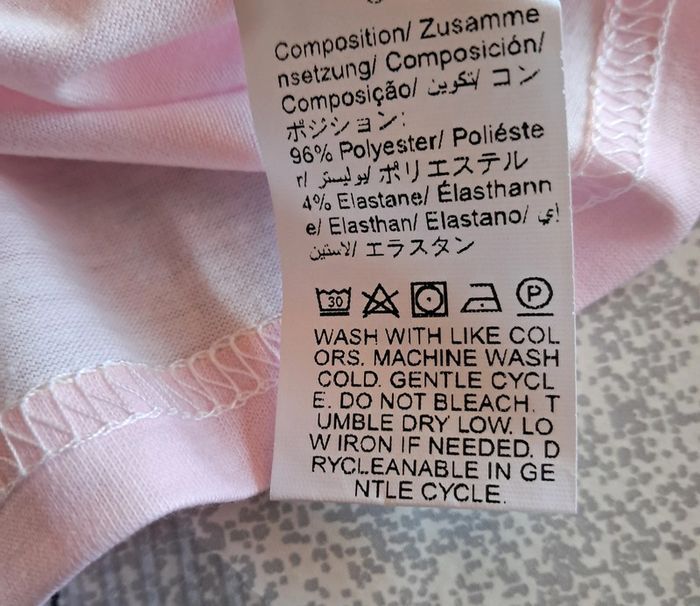 Composition/ Zusamme
nsetzung/ Composición/
Composição/ تكوين/ コン
ポジション:
96% Polyester/ Poliéste
r/ بوليستر/ ポリエステル
4% Elastane/ Élasthann
e/ Elasthan/ Elastano/ إي
لاستين/ エラスタン
30 P
WASH WITH LIKE COL
ORS. MACHINE WASH
COLD. GENTLE CYCL
E. DO NOT BLEACH. T
UMBLE DRY LOW. LO
W IRON IF NEEDED. D
RYCLEANABLE IN GE
NTLE CYCLE.